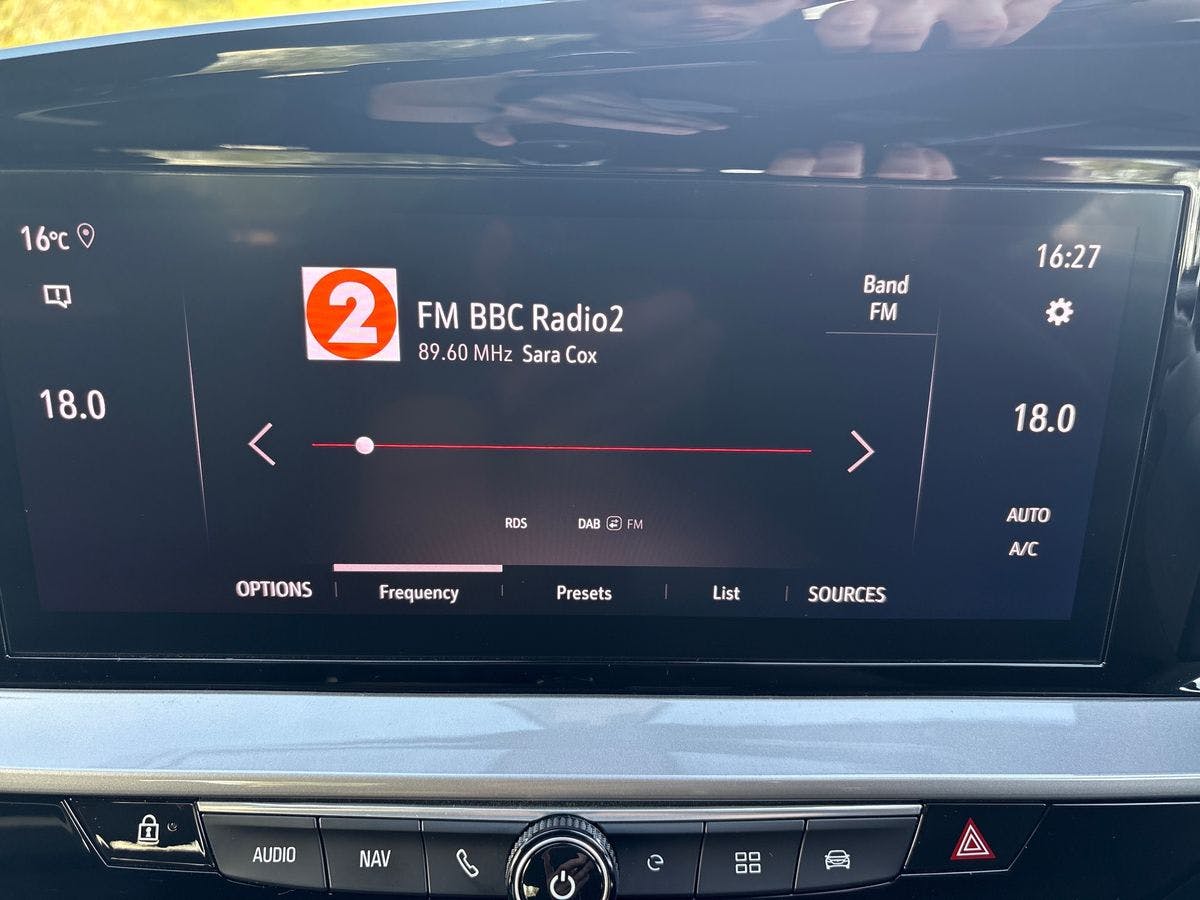 16°C
16:27
2
FM BBC Radio2
89.60 MHz Sara Cox
Band
FM
18.0
18.0
RDS
DAB FM
AUTO
A/C
OPTIONS
Frequency
Presets
List
SOURCES
AUDIO
NAV